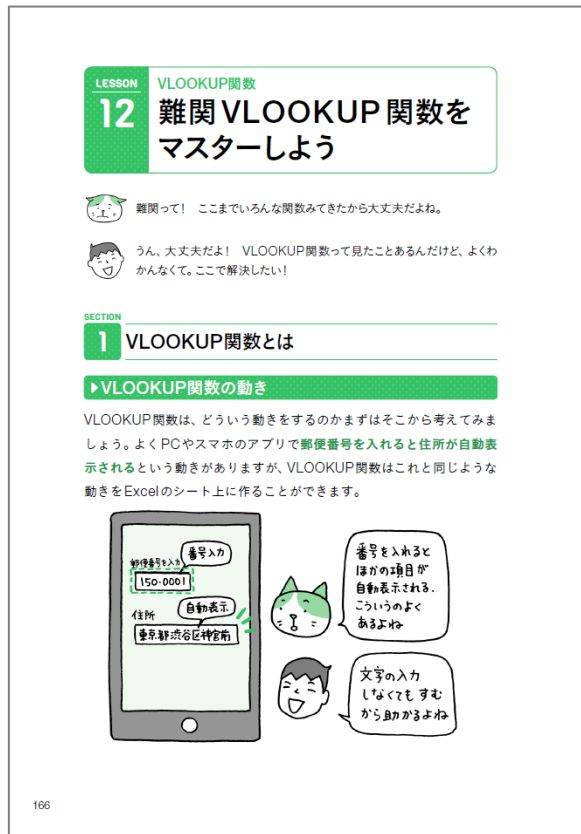 LESSON
12
VLOOKUP関数
難関VLOOKUP関数を
マスターしよう
難関って！ ここまでいろんな関数みてきたから大丈夫だよね。
うん、大丈夫だよ！ VLOOKUP関数って見たことあるんだけど、よくわ
かんなくて。ここで解決したい！
SECTION
1
VLOOKUP関数とは
▶VLOOKUP関数の動き
VLOOKUP関数は、どういう動きをするのかまずはそこから考えてみま
しょう。よくPCやスマホのアプリで郵便番号を入れると住所が自動表
示されるという動きがありますが、VLOOKUP関数はこれと同じような
動きをExcelのシート上に作ることができます。
郵便番号を入力
番号入力
150-0001
住所
自動表示
東京都渋谷区神宮前
番号を入れると
ほかの項目が
自動表示される、
こういうのよく
あるよね
文字の入力
しなくてもすむ
から助かるよね
166